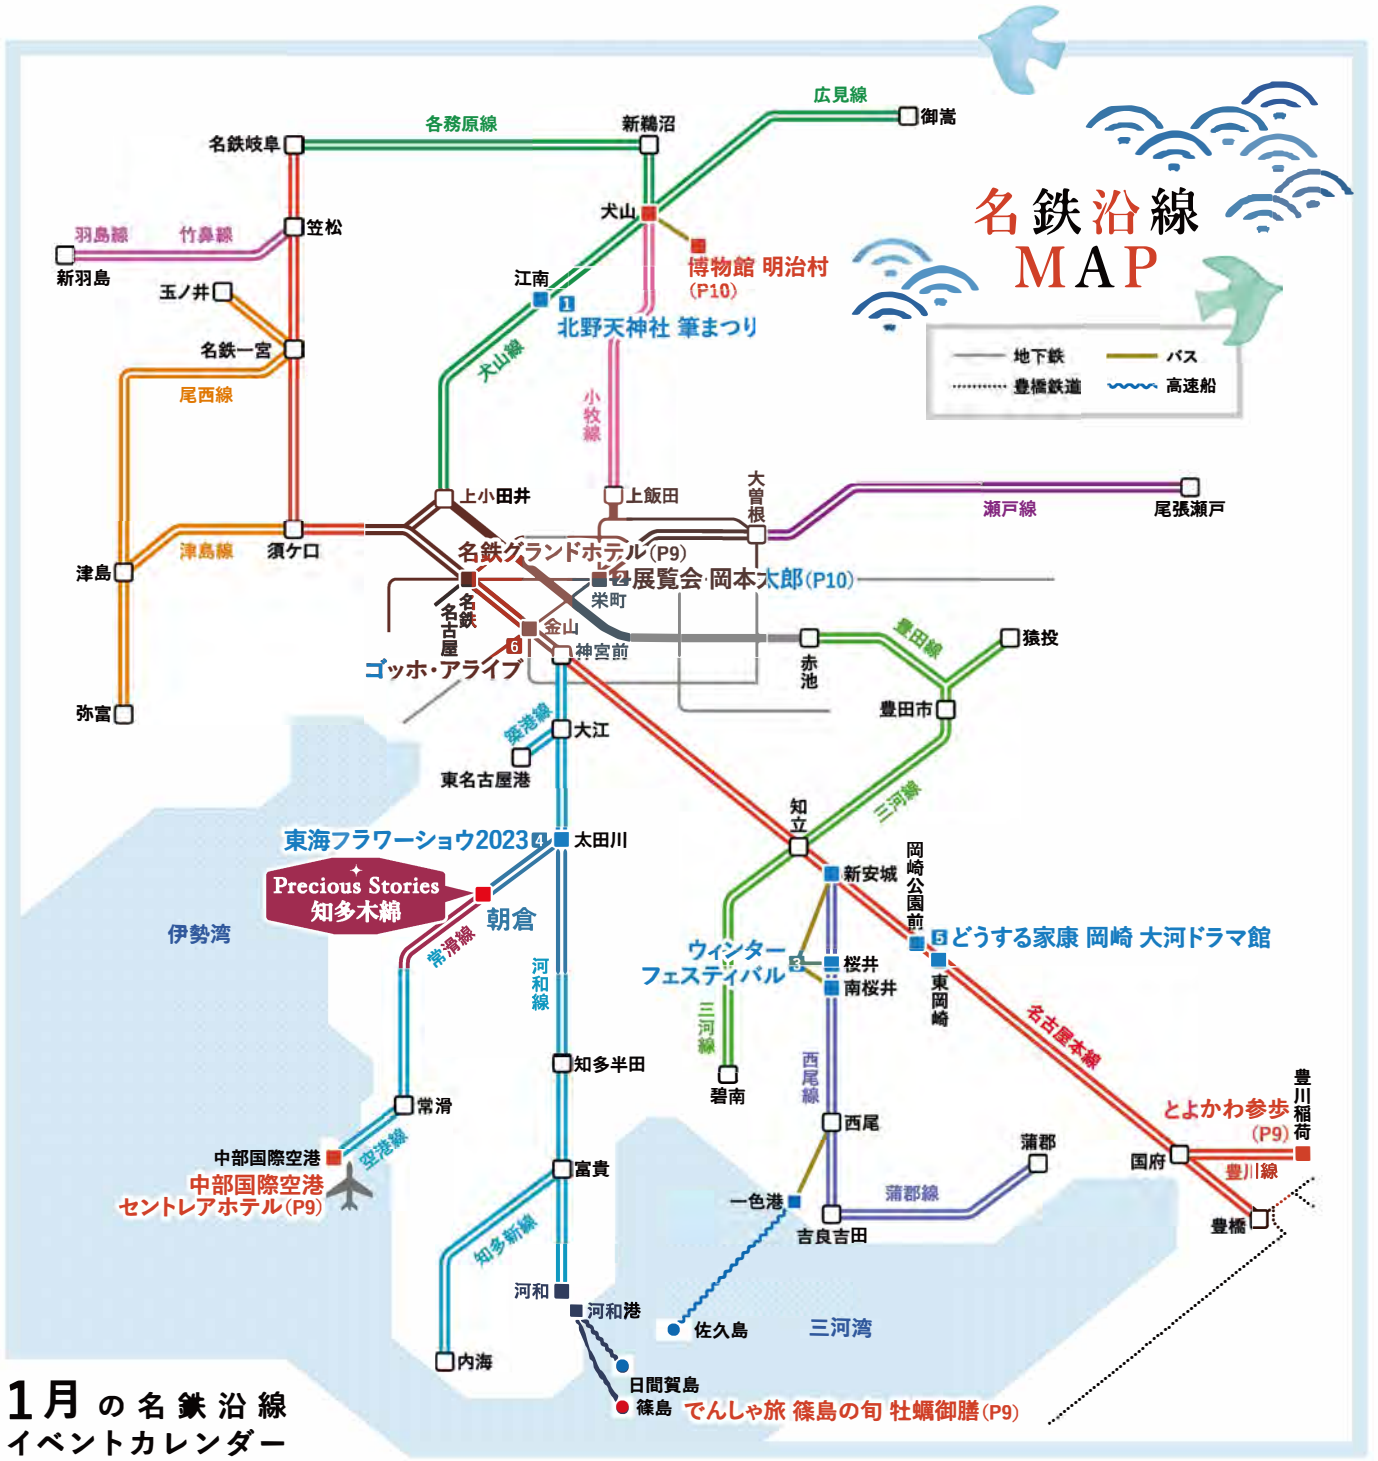 広見線
御嵩
各務原線
新鵜沼
名鉄岐阜
名鉄沿線
MAP
犬山
笠松
羽島線
竹鼻線
新羽島
博物館 明治村
(P10)
江南
玉ノ井
1
北野天神社 筆まつり
名鉄一宮
犬山線
地下鉄
バス
豊橋鉄道
高速船
尾西線
小牧線
上小田井
上飯田
大曽根
瀬戸線
尾張瀬戸
津島線
須ケ口
名鉄グランドホテル(P9)
津島
2
展覧会 岡本太郎(P10)
栄町
名鉄名古屋
金山
6
ゴッホ・アライブ
神宮前
赤池
豊田線
猿投
弥富
豊田市
築港線
大江
東名古屋港
三河線
知立
東海フラワーショウ2023
4
太田川
岡崎公園前
新安城
Precious Stories
知多木綿
朝倉
伊勢湾
常滑線
5
どうする家康 岡崎 大河ドラマ館
ウィンター
フェスティバル
3
桜井
南桜井
東岡崎
河和線
三河線
名古屋本線
知多半田
西尾線
碧南
豊川稲荷
常滑
とよかわ参歩
(P9)
西尾
蒲郡
国府
豊川線
中部国際空港
空港線
中部国際空港
セントレアホテル(P9)
富貴
一色港
蒲郡線
吉良吉田
豊橋
知多新線
河和
河和港
佐久島
三河湾
内海
日間賀島
篠島
でんしゃ旅 篠島の旬 牡蠣御膳(P9)
1月の名鉄沿線
イベントカレンダー